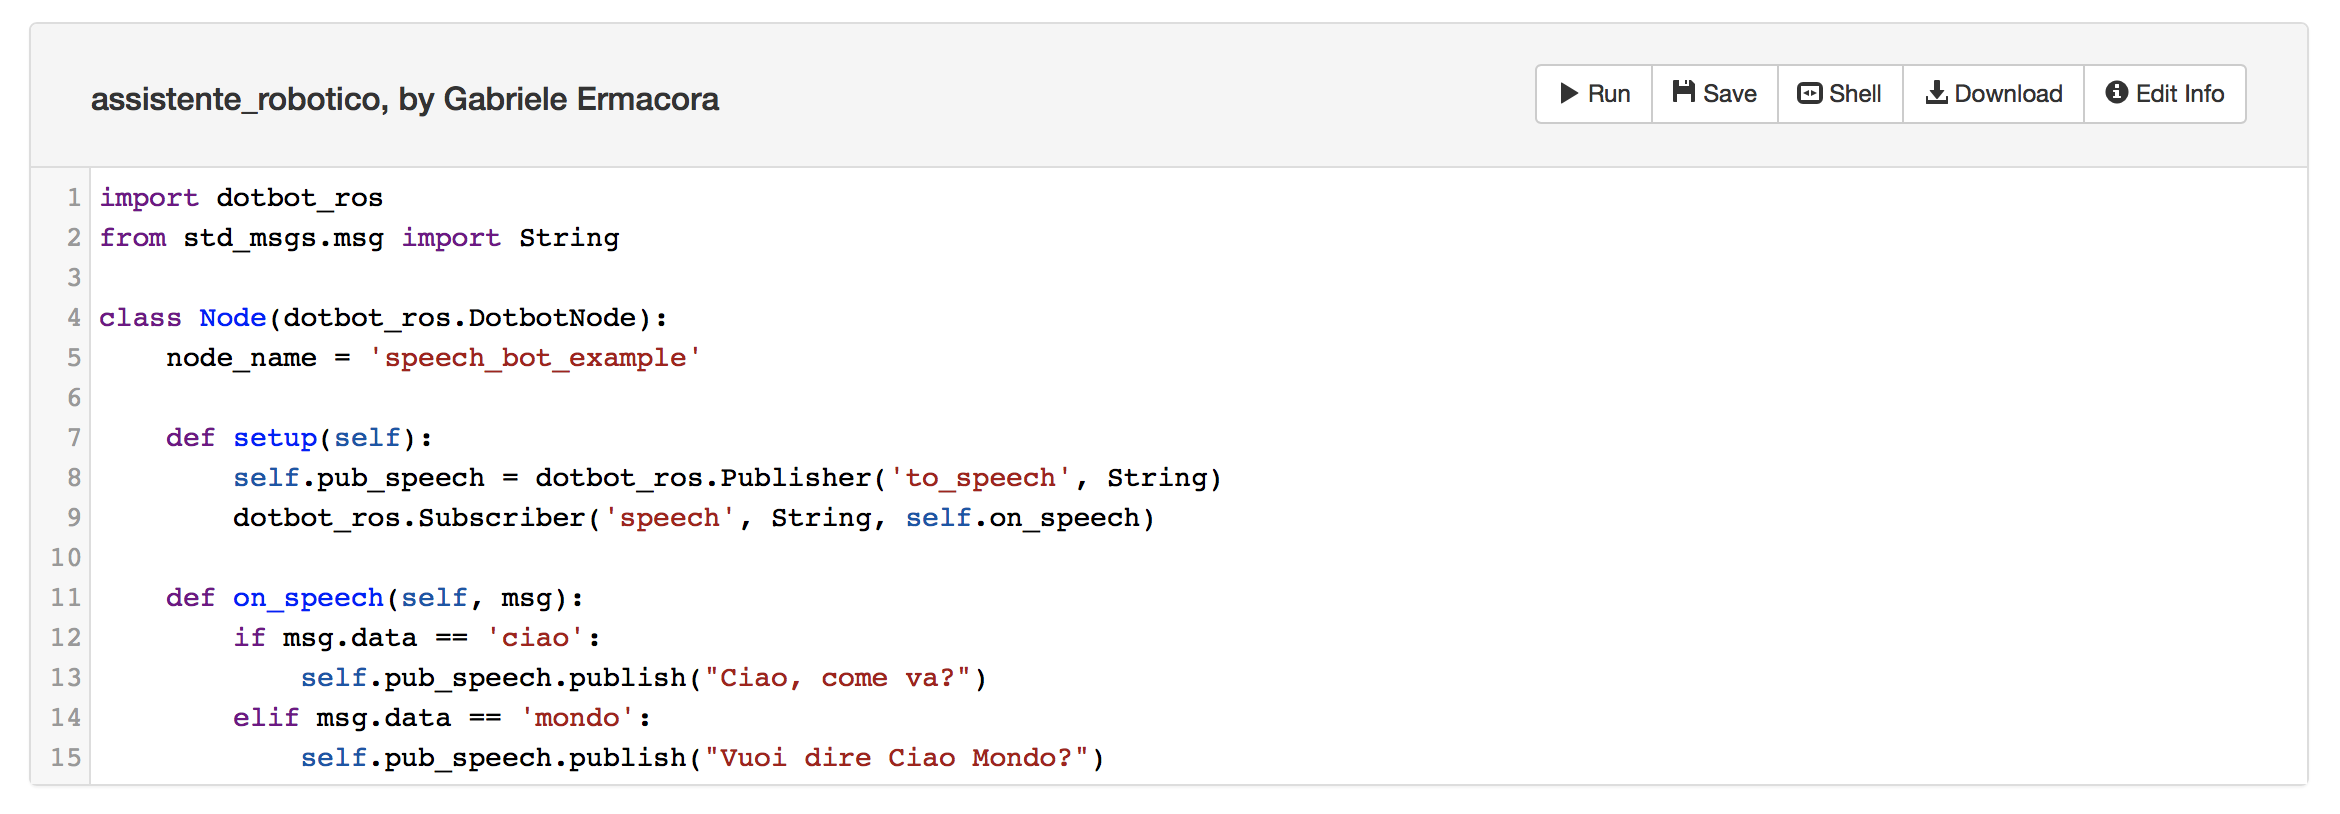 assistente_robotico, by Gabriele Ermacora
Run Save Shell Download Edit Info
1 import dotbot_ros
2 from std_msgs.msg import String
3
4 class Node(dotbot_ros.DotbotNode):
5     node_name = 'speech_bot_example'
6
7     def setup(self):
8         self.pub_speech = dotbot_ros.Publisher('to_speech', String)
9         dotbot_ros.Subscriber('speech', String, self.on_speech)
10
11     def on_speech(self, msg):
12         if msg.data == 'ciao':
13             self.pub_speech.publish("Ciao, come va?")
14         elif msg.data == 'mondo':
15             self.pub_speech.publish("Vuoi dire Ciao Mondo?")